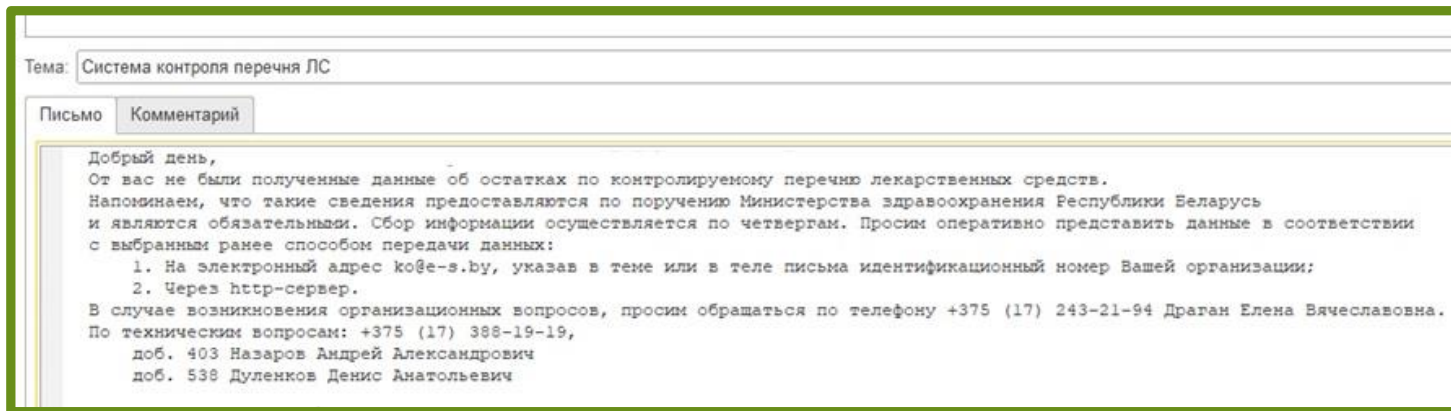 Тема: Система контроля перечня ЛС
Письмо Комментарий
Добрый день,
От вас не были полученные данные об остатках по контролируемому перечню лекарственных средств.
Напоминаем, что такие сведения предоставляются по поручению Министерства здравоохранения Республики Беларусь
и являются обязательными. Сбор информации осуществляется по четвергам. Просим оперативно представить данные в соответствии
с выбранным ранее способом передачи данных:
1. На электронный адрес ko@e-s.by, указав в теме или в теле письма идентификационный номер Вашей организации;
2. Через http-сервер.
В случае возникновения организационных вопросов, просим обращаться по телефону +375 (17) 243-21-94 Драган Елена Вячеславовна.
По техническим вопросам: +375 (17) 388-19-19,
доб. 403 Назаров Андрей Александрович
доб. 538 Дуленков Денис Анатольевич